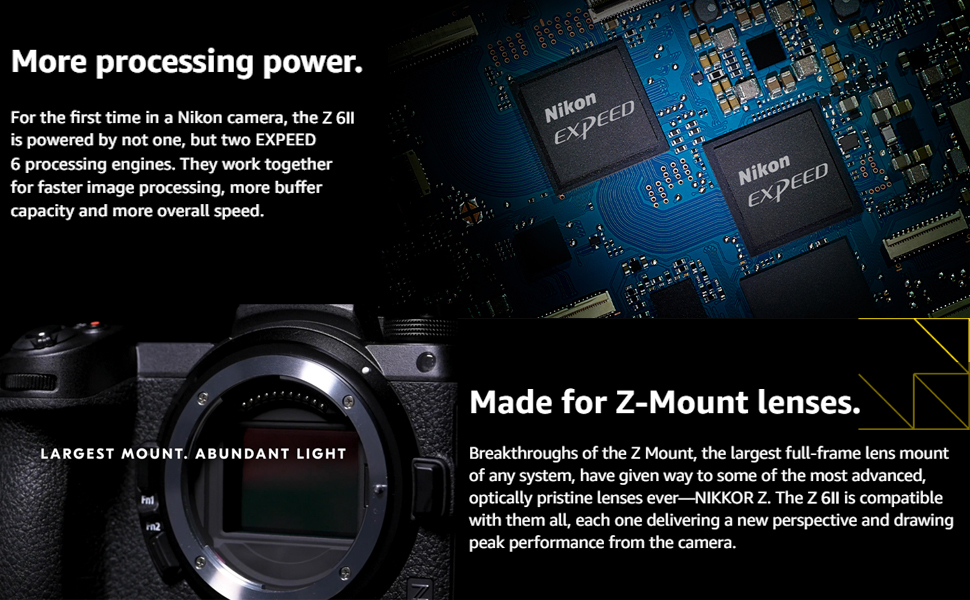 More processing power.
For the first time in a Nikon camera, the Z 6II
is powered by not one, but two EXPEED
6 processing engines. They work together
for faster image processing, more buffer
capacity and more overall speed.
Nikon
EXPEED
Nikon
EXPEED
LARGEST MOUNT. ABUNDANT LIGHT
Fn1
Fn2
Z
Made for Z-Mount lenses.
Breakthroughs of the Z Mount, the largest full-frame lens mount
of any system, have given way to some of the most advanced,
optically pristine lenses ever—NIKKOR Z. The Z 6II is compatible
with them all, each one delivering a new perspective and drawing
peak performance from the camera.